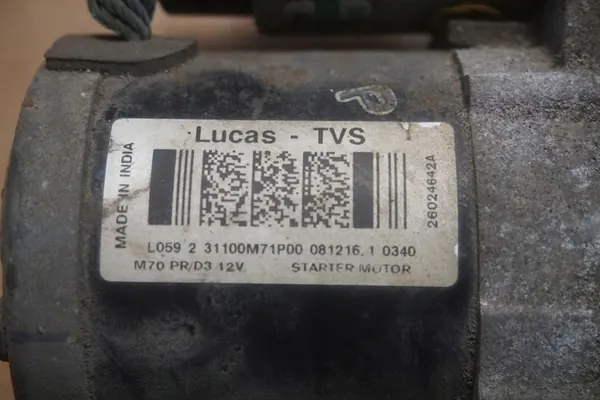 Lucas - TVS
MADE IN INDIA
26024642A
L059 2 31100M71P00 081216.1 0340
M70 PR/D3 12V STARTER MOTOR